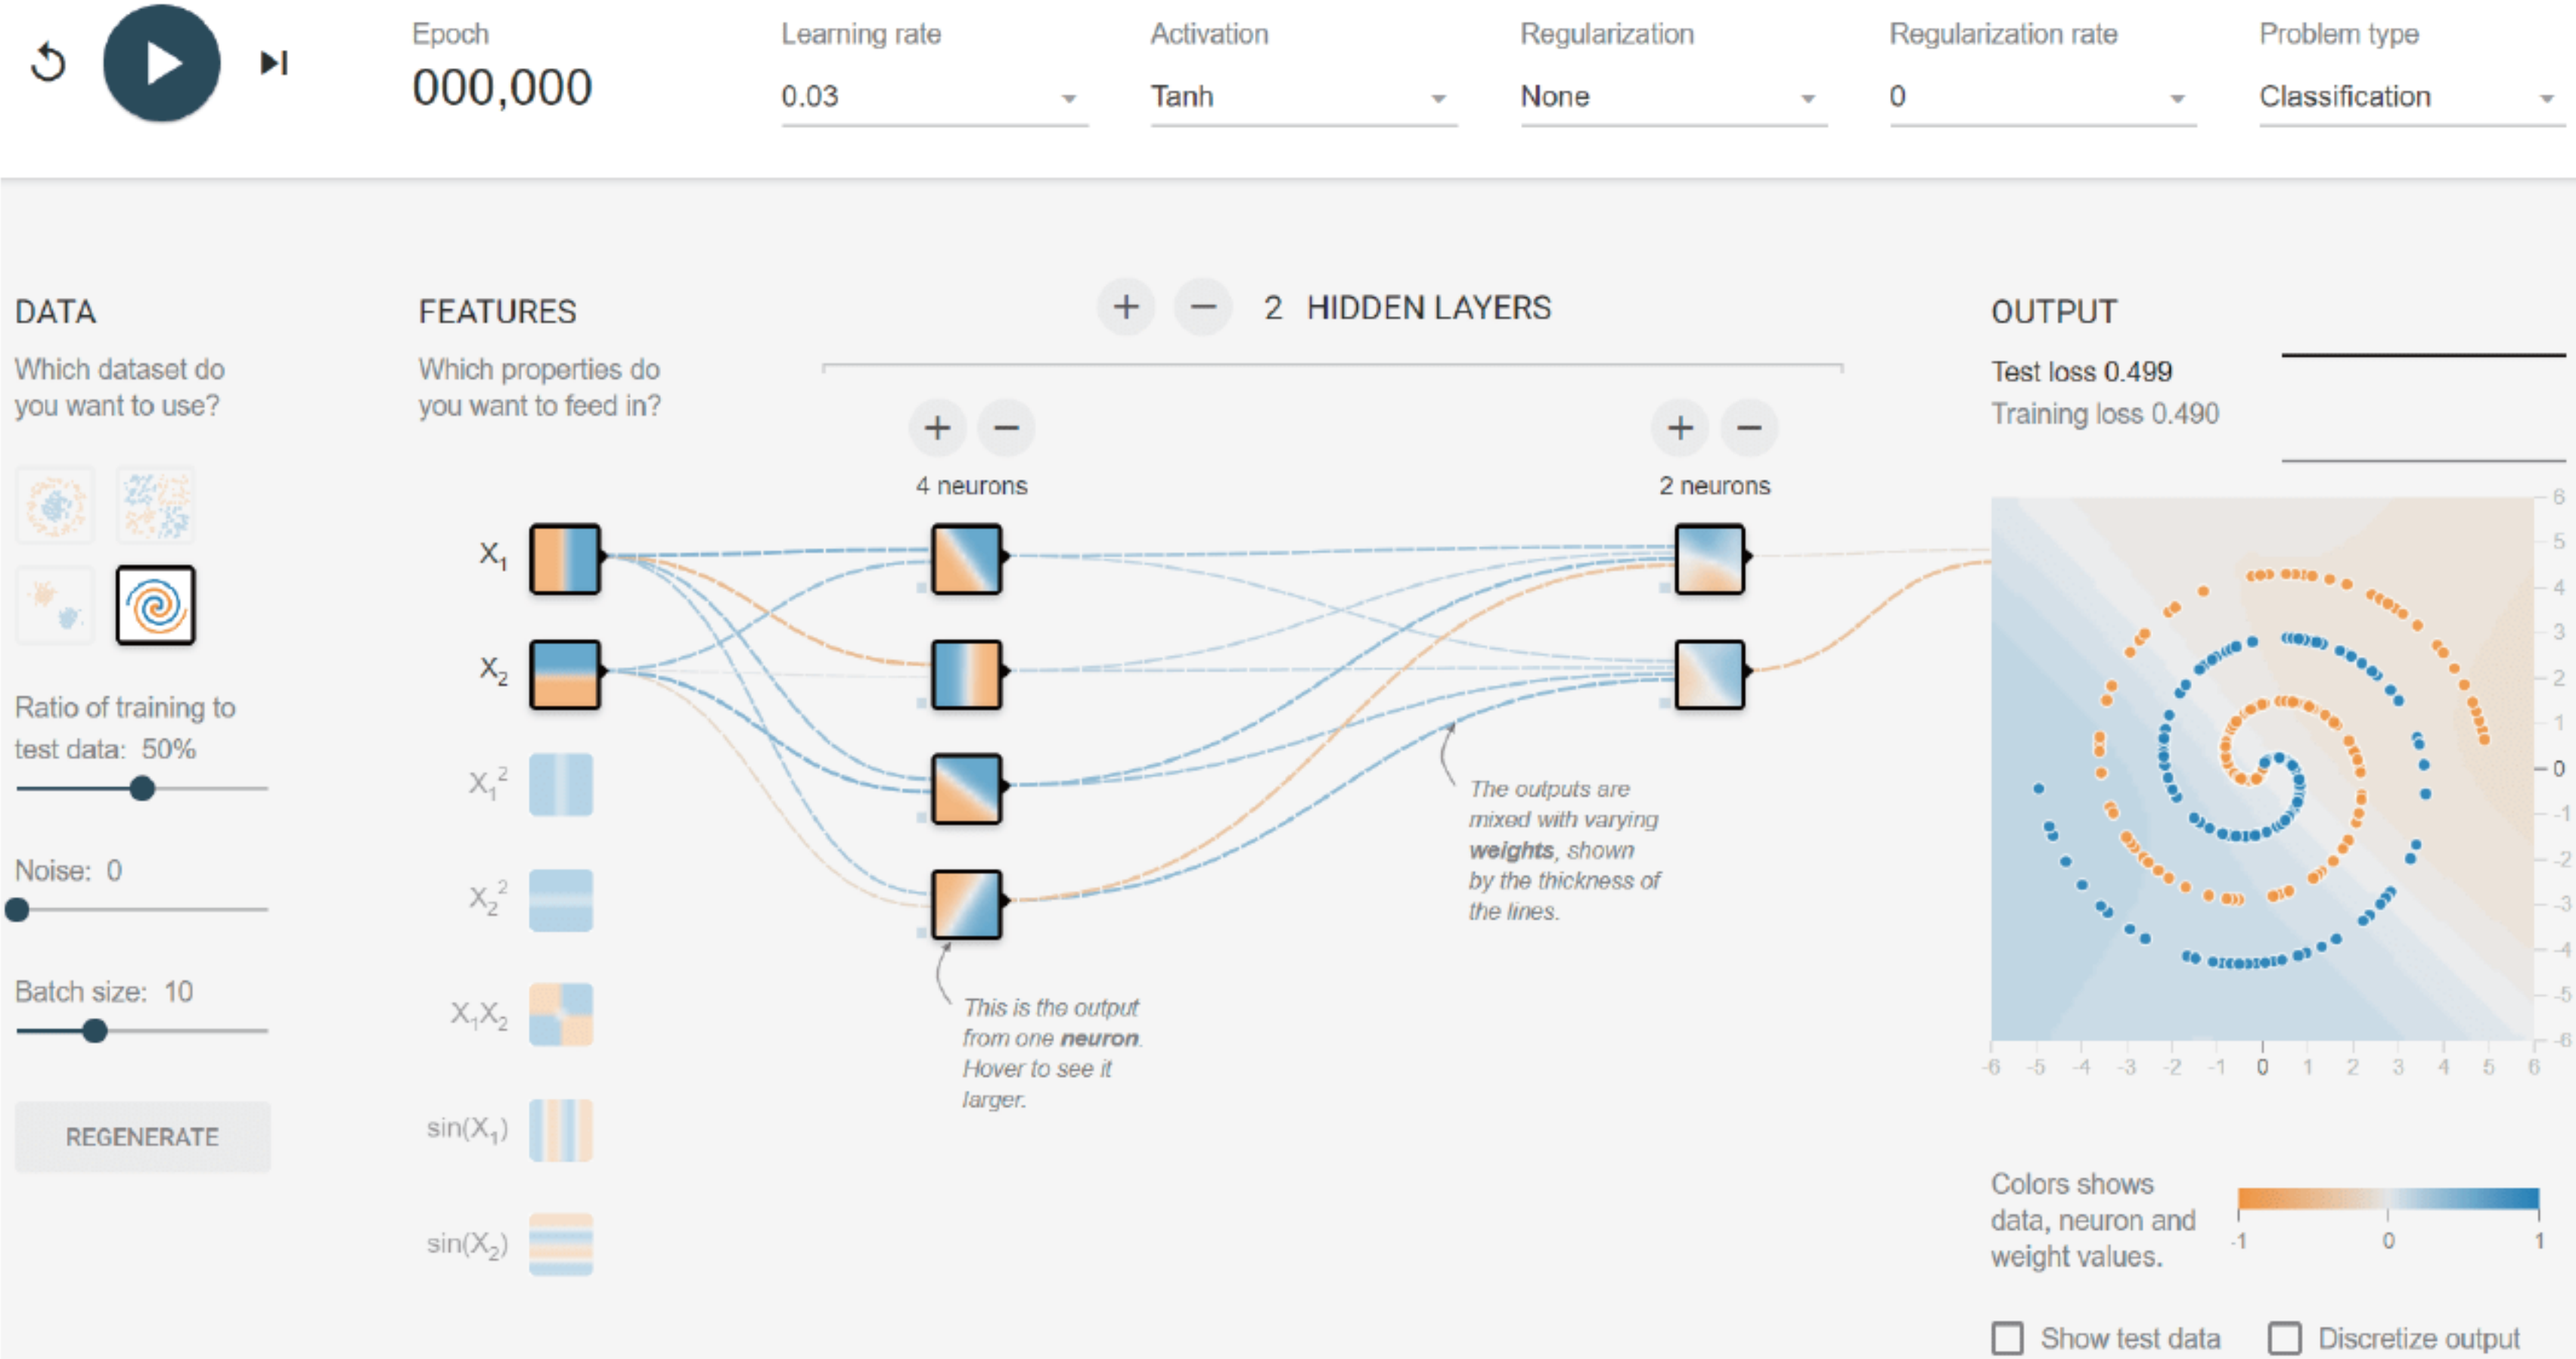 Epoch
000,000
Learning rate
0.03
Activation
Tanh
Regularization
None
Regularization rate
0
Problem type
Classification
DATA
Which dataset do
you want to use?
Ratio of training to
test data: 50%
Noise: 0
Batch size: 10
REGENERATE
FEATURES
Which properties do
you want to feed in?
X1
X2
X1²
X2²
X1X2
sin(X1)
sin(X2)
+ − 2 HIDDEN LAYERS
+ −
4 neurons
+ −
2 neurons
The outputs are
mixed with varying
weights, shown
by the thickness of
the lines.
This is the output
from one neuron.
Hover to see it
larger.
OUTPUT
Test loss 0.499
Training loss 0.490
6
5
4
3
2
1
0
-1
-2
-3
-4
-5
-6
-6 -5 -4 -3 -2 -1 0 1 2 3 4 5 6
Colors shows
data, neuron and
weight values.
-1 0 1
Show test data
Discretize output